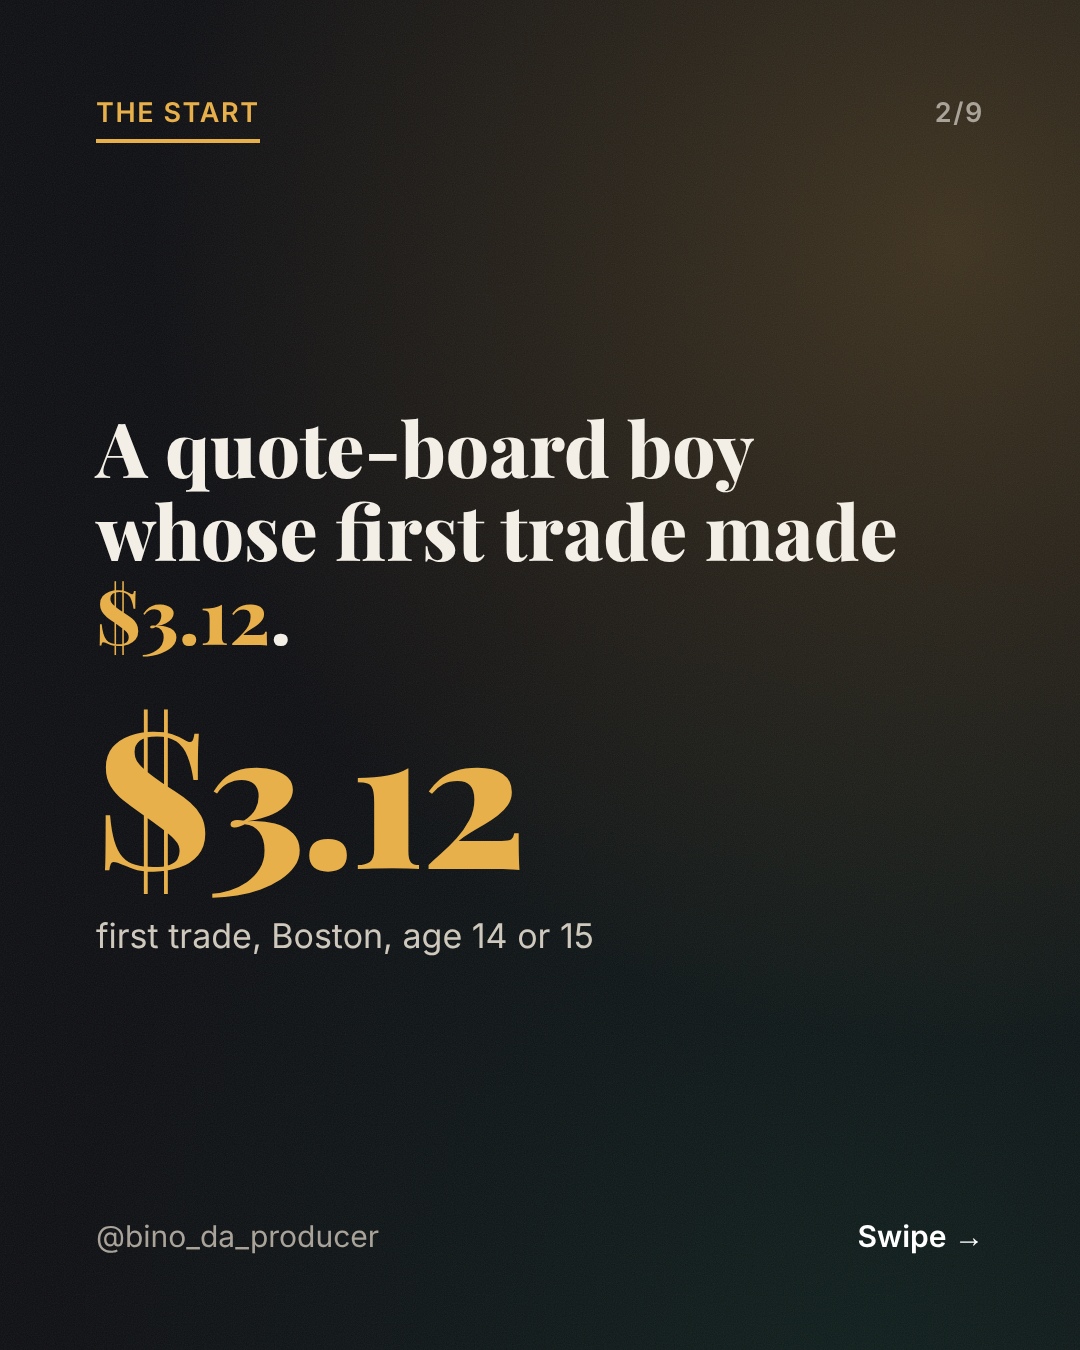 THE START
2/9
A quote-board boy
whose first trade made
$3.12.
$3.12
first trade, Boston, age 14 or 15
@bino_da_producer
Swipe →